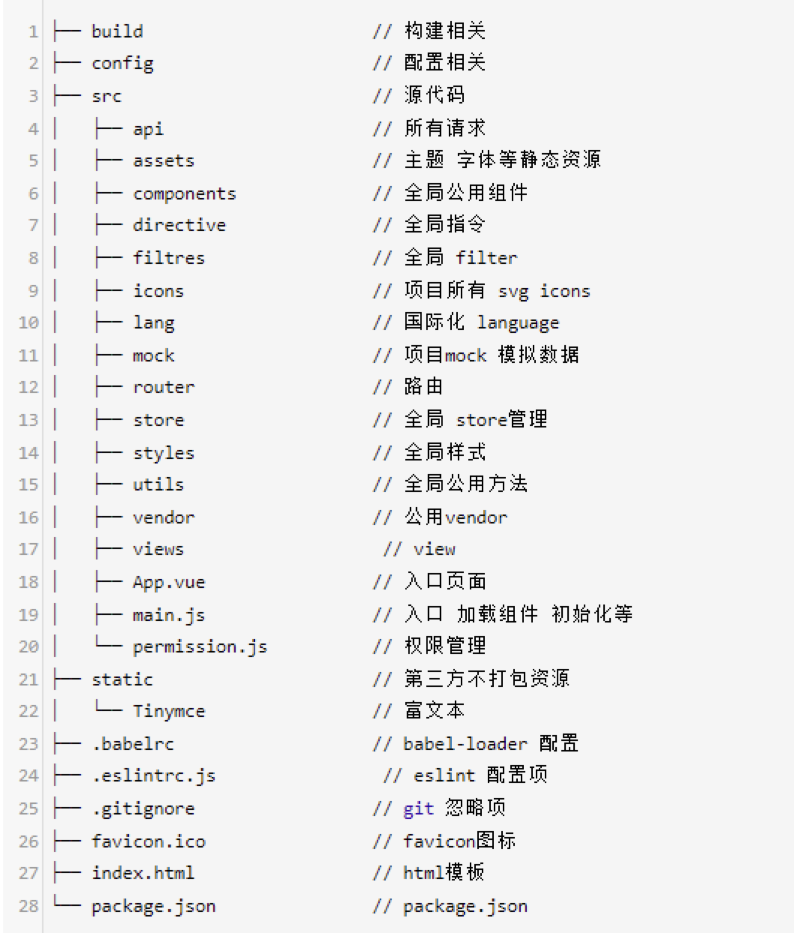 1 ├── build                      // 构建相关
2 ├── config                     // 配置相关
3 ├── src                        // 源代码
4 │   ├── api                    // 所有请求
5 │   ├── assets                 // 主题 字体等静态资源
6 │   ├── components             // 全局公用组件
7 │   ├── directive              // 全局指令
8 │   ├── filtres                // 全局 filter
9 │   ├── icons                  // 项目所有 svg icons
10 │   ├── lang                   // 国际化 language
11 │   ├── mock                   // 项目mock 模拟数据
12 │   ├── router                 // 路由
13 │   ├── store                  // 全局 store管理
14 │   ├── styles                 // 全局样式
15 │   ├── utils                  // 全局公用方法
16 │   ├── vendor                 // 公用vendor
17 │   ├── views                   // view
18 │   ├── App.vue                // 入口页面
19 │   ├── main.js                // 入口 加载组件 初始化等
20 │   └── permission.js          // 权限管理
21 ├── static                     // 第三方不打包资源
22 │   └── Tinymce                // 富文本
23 ├── .babelrc                   // babel-loader 配置
24 ├── .eslintrc.js                // eslint 配置项
25 ├── .gitignore                 // git 忽略项
26 ├── favicon.ico                // favicon图标
27 ├── index.html                 // html模板
28 └── package.json               // package.json